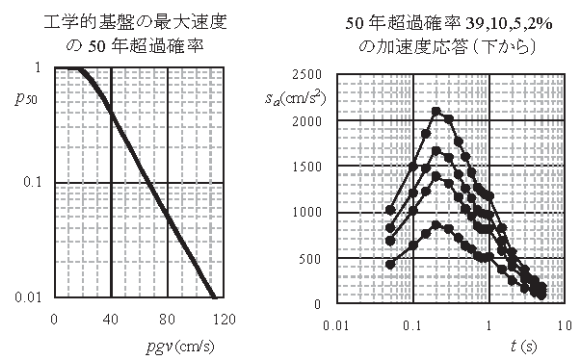 工学的基盤の最大速度
の 50 年超過確率
p50
1
0.1
0.01
0 40 80 120
pgv(cm/s)
50 年超過確率 39,10,5,2%
の加速度応答（下から）
sa(cm/s²)
2500
2000
1500
1000
500
0
0.01 0.1 1 10
t (s)